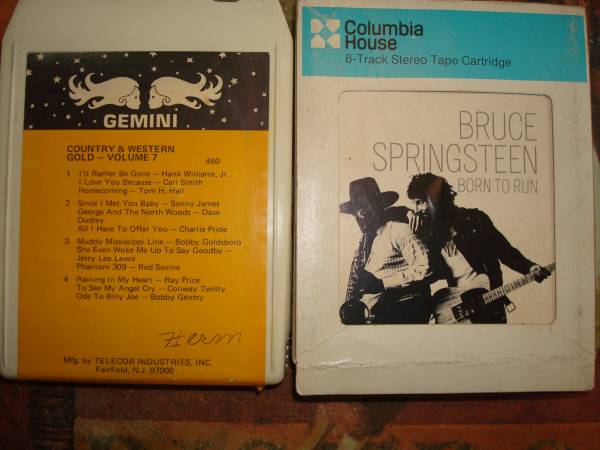 GEMINI
COUNTRY & WESTERN
GOLD — VOLUME 7
460
1 I'd Rather Be Gone — Hank Williams, Jr.
I Love You Because — Carl Smith
Homecoming — Tom H. Hall
2 Since I Met You Baby — Sonny James
George And The North Woods — Dave
Dudley
All I Have To Offer You — Charlie Pride
3 Muddy Mississippi Line — Bobby Goldsboro
She Even Woke Me Up To Say Goodby —
Jerry Lee Lewis
Phantom 309 — Red Sovine
4 Raining In My Heart — Ray Price
To See My Angel Cry — Conway Twitty
Ode To Billy Joe — Bobby Gentry
Herm
Mfg. by TELECOR INDUSTRIES, INC.
Fairfield, N.J. 07006
Columbia
House
8-Track Stereo Tape Cartridge
BRUCE
SPRINGSTEEN
BORN TO RUN